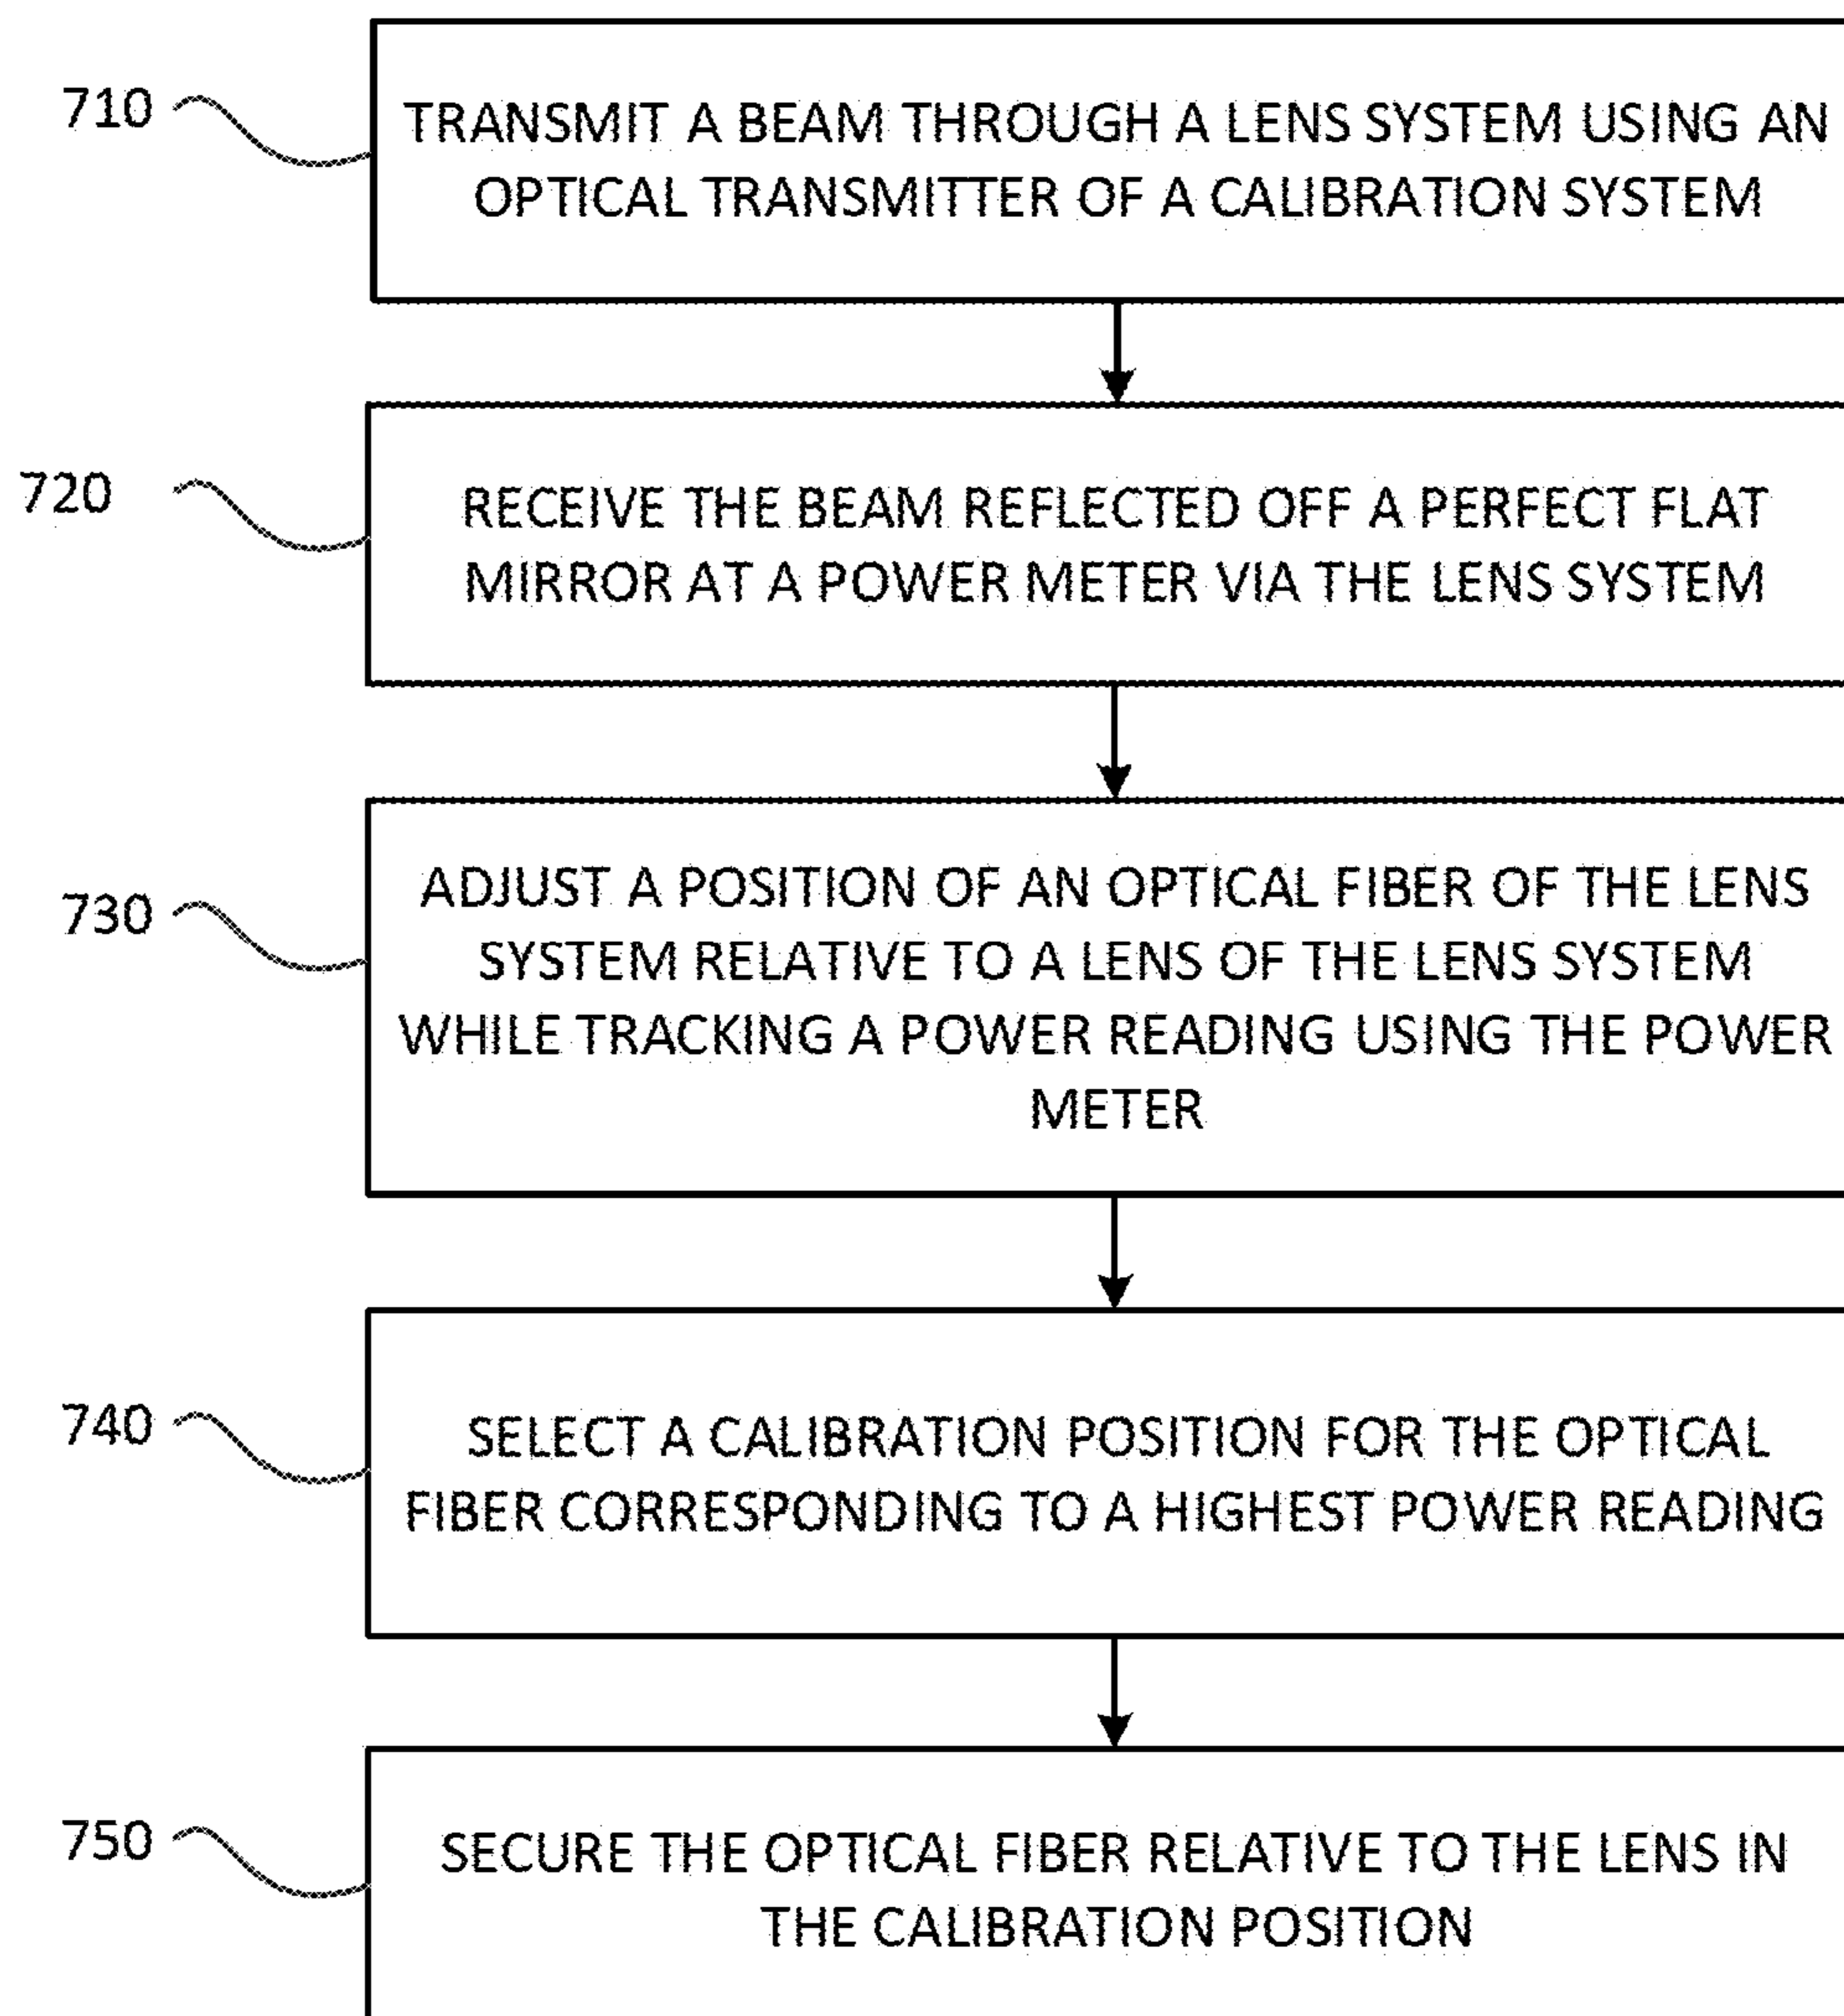 710
TRANSMIT A BEAM THROUGH A LENS SYSTEM USING AN
OPTICAL TRANSMITTER OF A CALIBRATION SYSTEM
720
RECEIVE THE BEAM REFLECTED OFF A PERFECT FLAT
MIRROR AT A POWER METER VIA THE LENS SYSTEM
730
ADJUST A POSITION OF AN OPTICAL FIBER OF THE LENS
SYSTEM RELATIVE TO A LENS OF THE LENS SYSTEM
WHILE TRACKING A POWER READING USING THE POWER
METER
740
SELECT A CALIBRATION POSITION FOR THE OPTICAL
FIBER CORRESPONDING TO A HIGHEST POWER READING
750
SECURE THE OPTICAL FIBER RELATIVE TO THE LENS IN
THE CALIBRATION POSITION